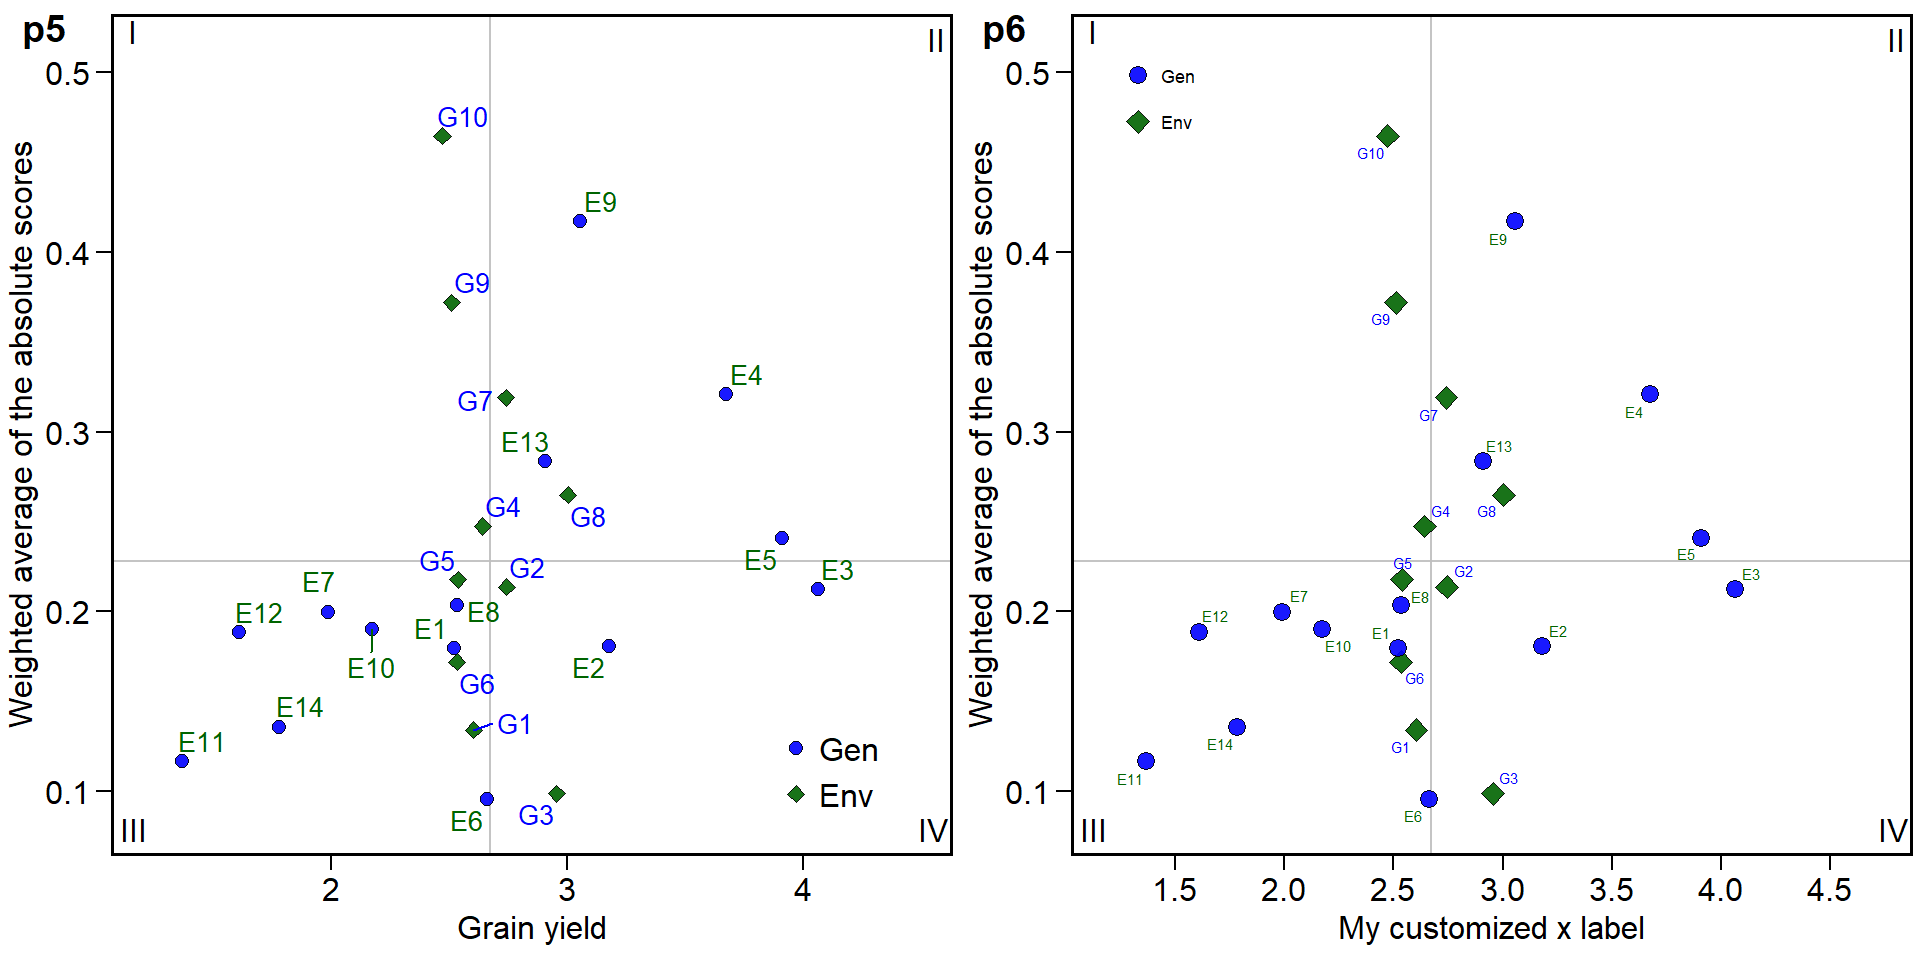 p5
I
II
0.5
0.4
0.3
0.2
0.1
Weighted average of the absolute scores
G10
E9
G9
E4
G7
E13
G4
G8
E5
G5
G2
E3
E7
E12
E8
E1
E10
E2
G6
E14
G1
E11
Gen
Env
G3
E6
III
IV
2
3
4
Grain yield
p6
I
II
Gen
Env
0.5
0.4
0.3
0.2
0.1
Weighted average of the absolute scores
G10
E9
G9
E4
G7
E13
G4
G8
E5
G5
G2
E3
E7
E8
E12
E1
E2
E10
G6
E14
G1
E11
G3
E6
III
IV
1.5
2.0
2.5
3.0
3.5
4.0
4.5
My customized x label